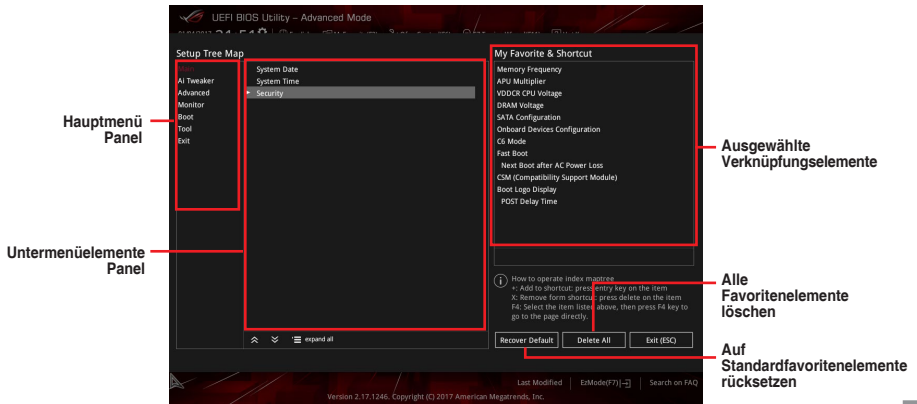 UEFI BIOS Utility – Advanced Mode
Setup Tree Map
Main
Ai Tweaker
Advanced
Monitor
Boot
Tool
Exit
System Date
System Time
Security
expand all
My Favorite & Shortcut
Memory Frequency
APU Multiplier
VDDCR CPU Voltage
DRAM Voltage
SATA Configuration
Onboard Devices Configuration
C6 Mode
Fast Boot
Next Boot after AC Power Loss
CSM (Compatibility Support Module)
Boot Logo Display
POST Delay Time
How to operate index maptree
+: Add to shortcut: press entry key on the item
X: Remove form shortcut: press delete on the item
F4: Select the item listed above, then press F4 key to
go to the page directly.
Recover Default
Delete All
Exit (ESC)
Last Modified
EzMode(F7)
Search on FAQ
Version 2.17.1246. Copyright (C) 2017 American Megatrends, Inc.
Hauptmenü
Panel
Untermenüelemente
Panel
Ausgewählte
Verknüpfungselemente
Alle
Favoritenelemente
löschen
Auf
Standardfavoritenelemente
rücksetzen